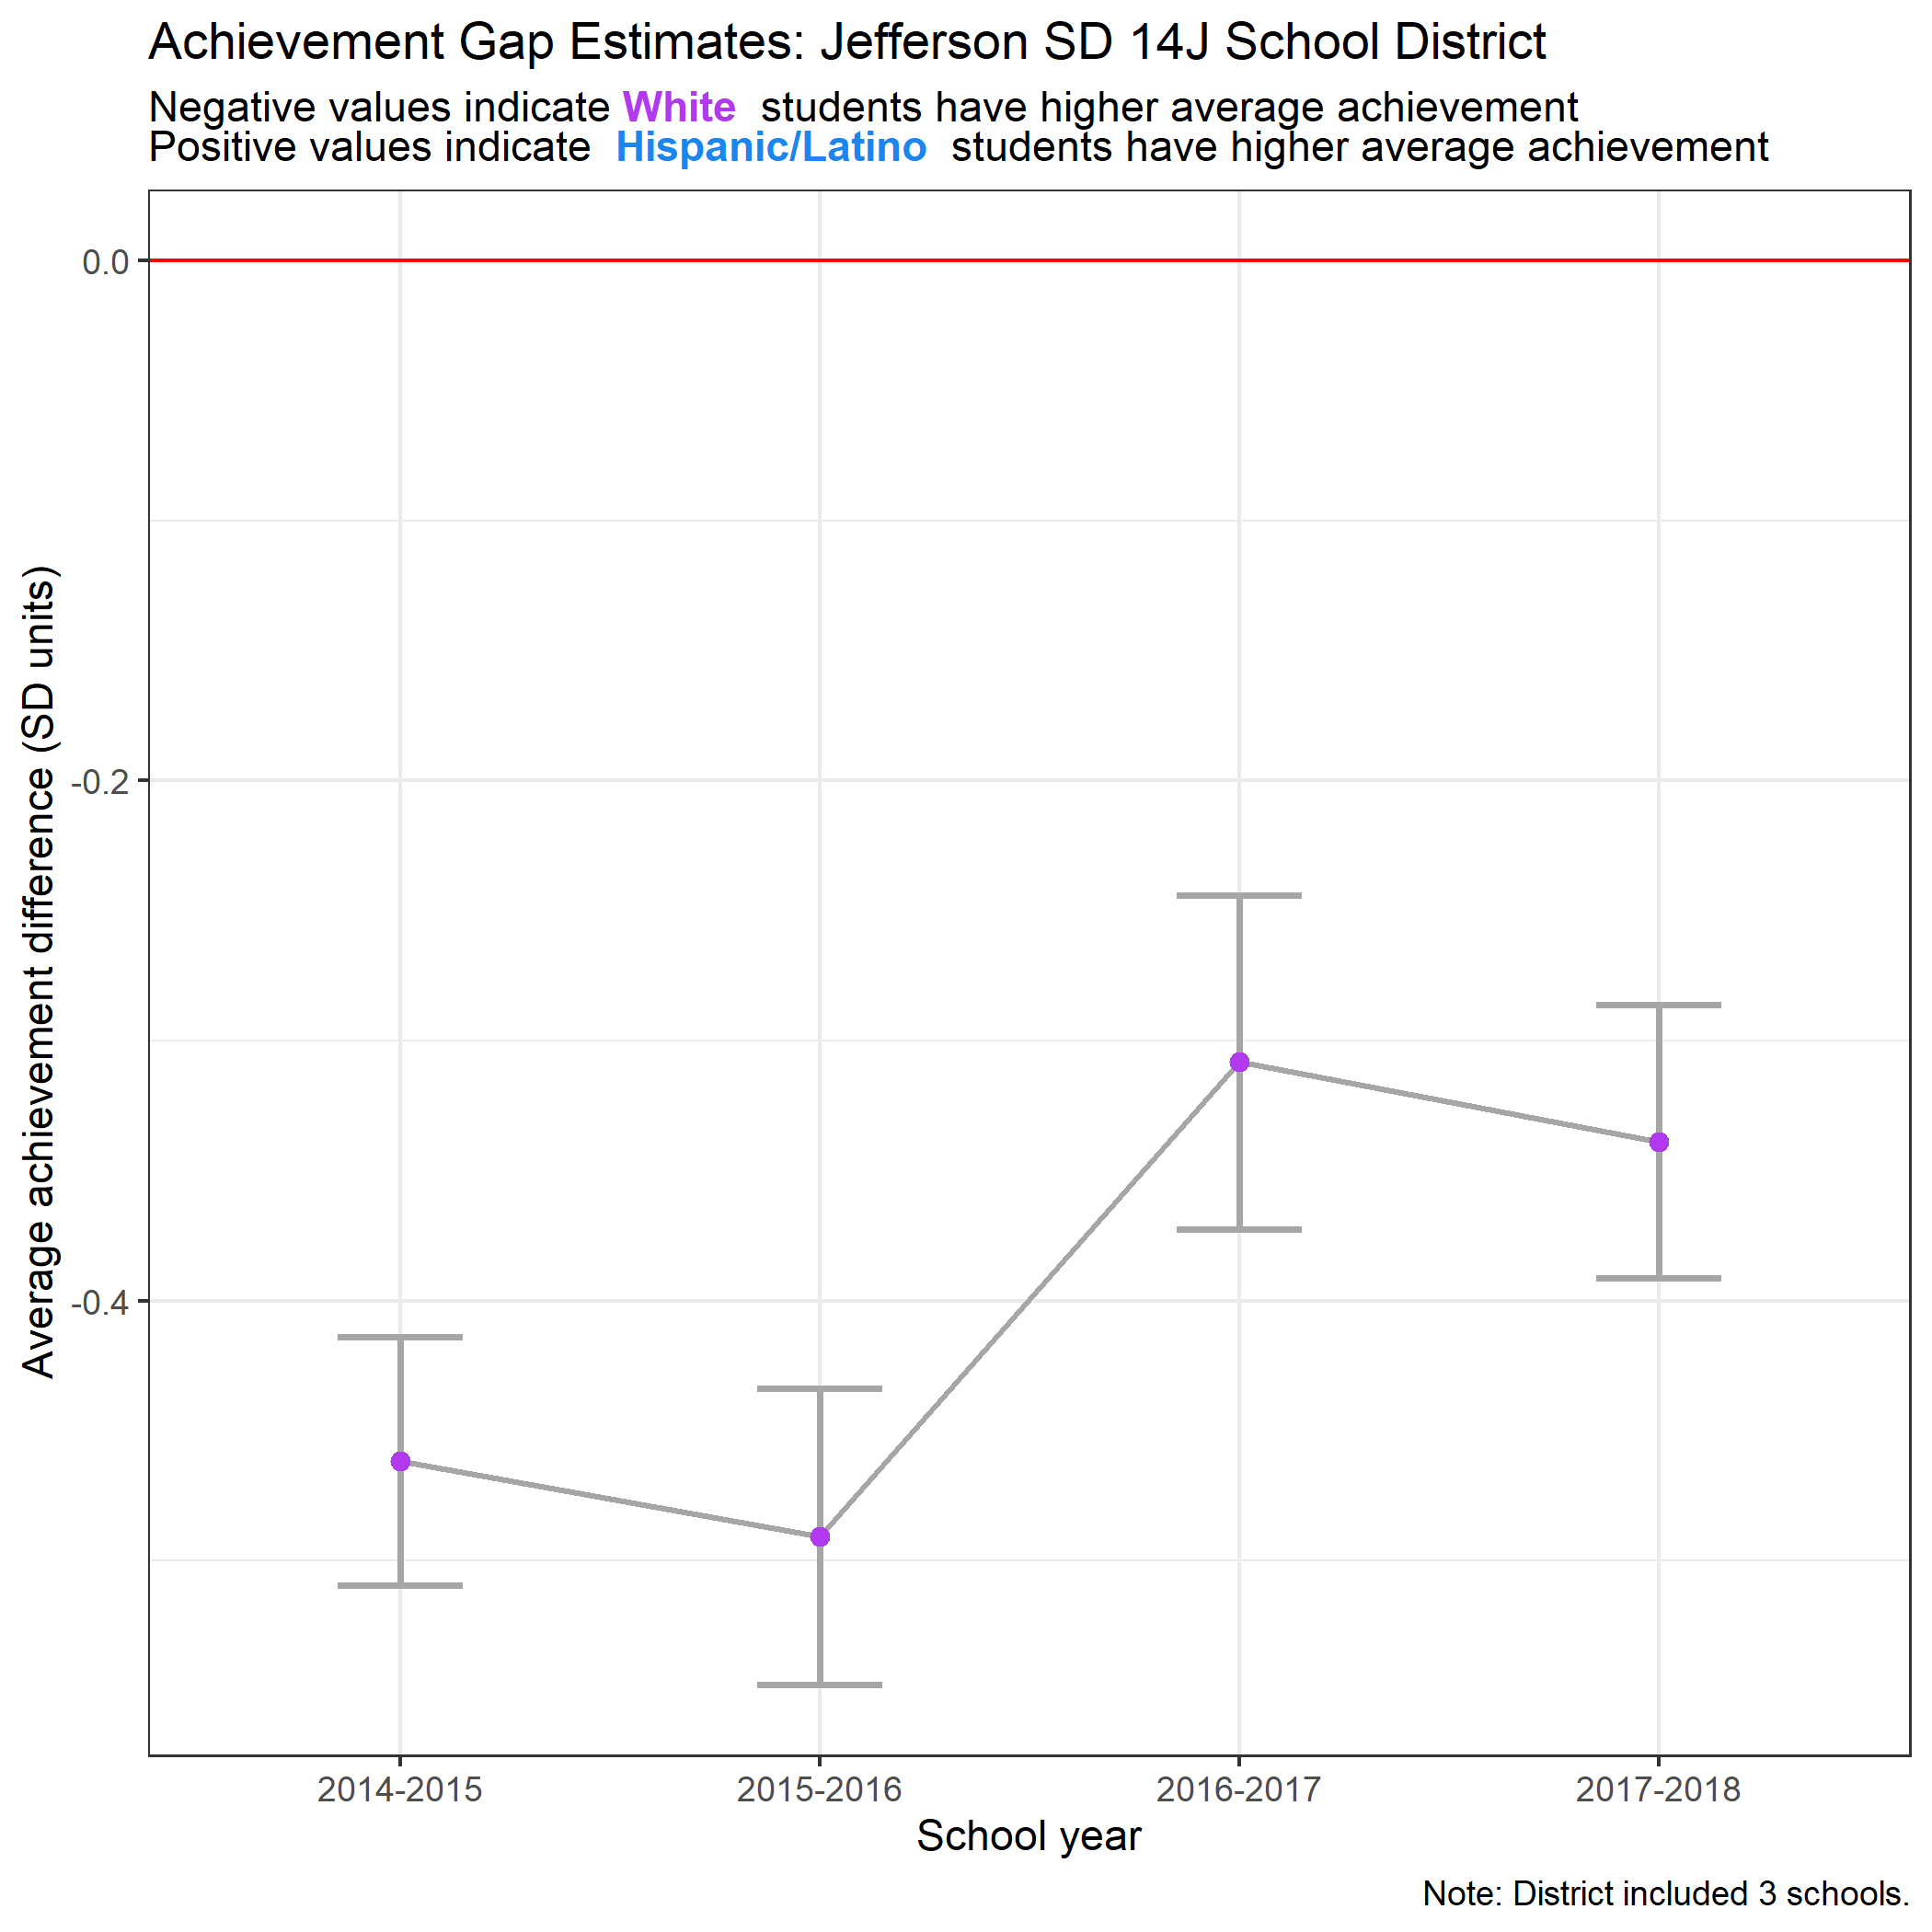 Achievement Gap Estimates: Jefferson SD 14J School District
Negative values indicate White students have higher average achievement
Positive values indicate Hispanic/Latino students have higher average achievement
Average achievement difference (SD units)
0.0
-0.2
-0.4
2014-2015
2015-2016
2016-2017
2017-2018
School year
Note: District included 3 schools.